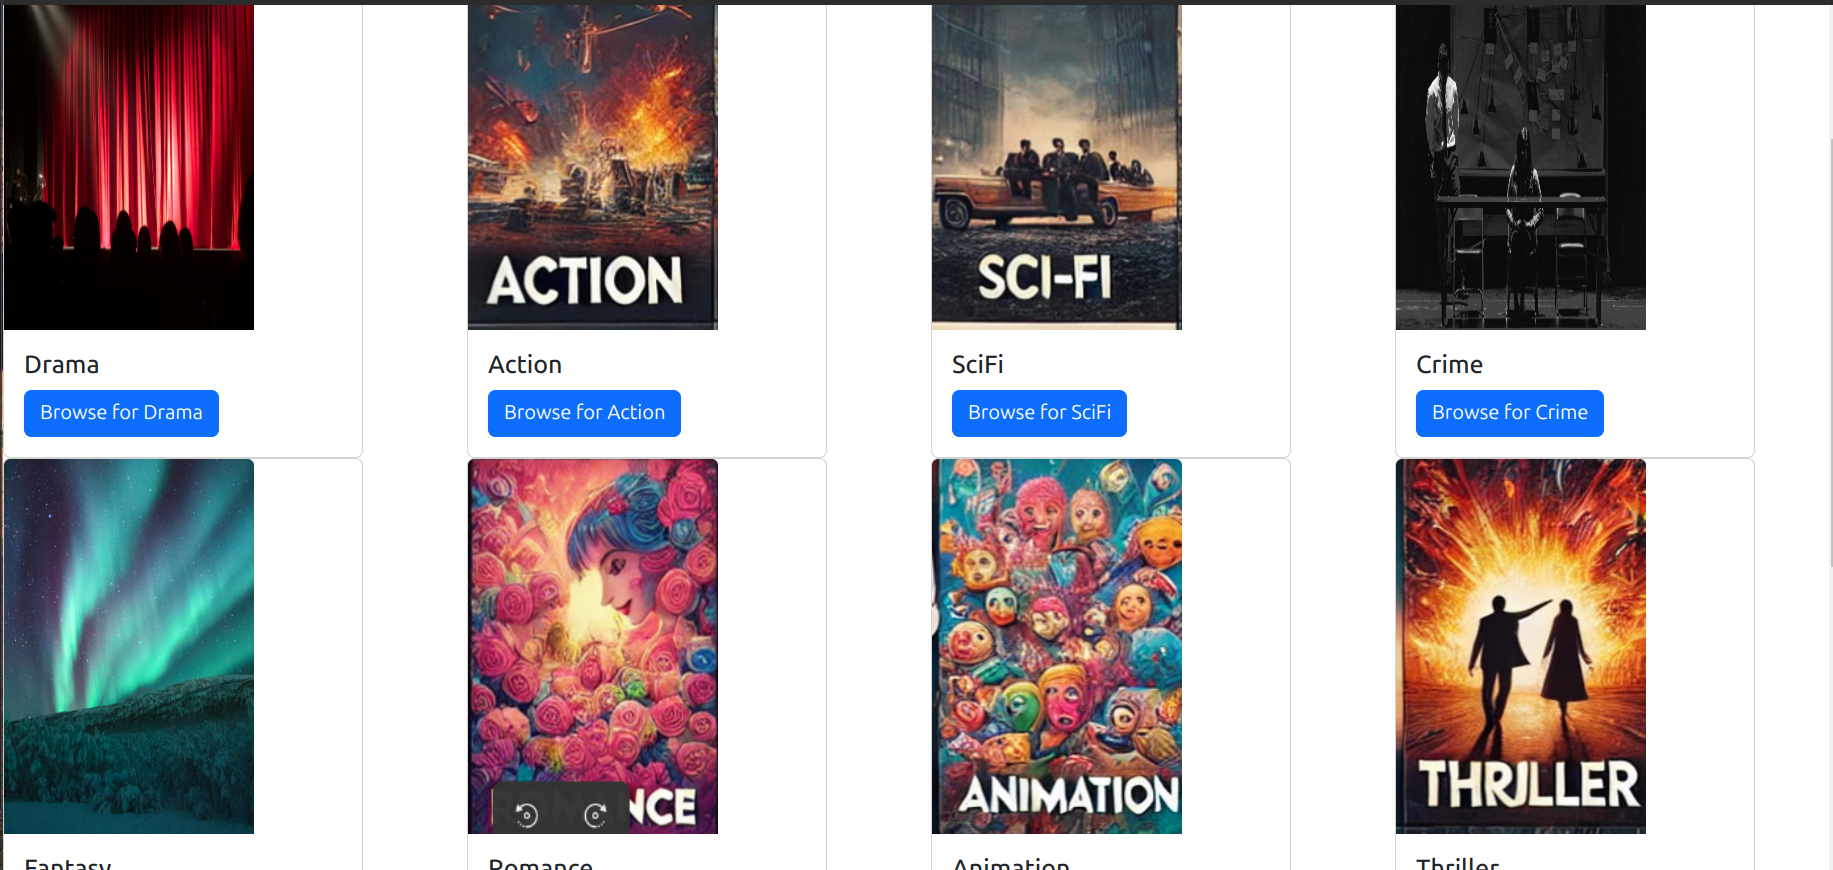 ACTION
SCI-FI
Drama
Action
SciFi
Crime
Browse for Drama
Browse for Action
Browse for SciFi
Browse for Crime
NCE
ANIMATION
THRILLER
Fantasy
Romance
Animation
Thriller